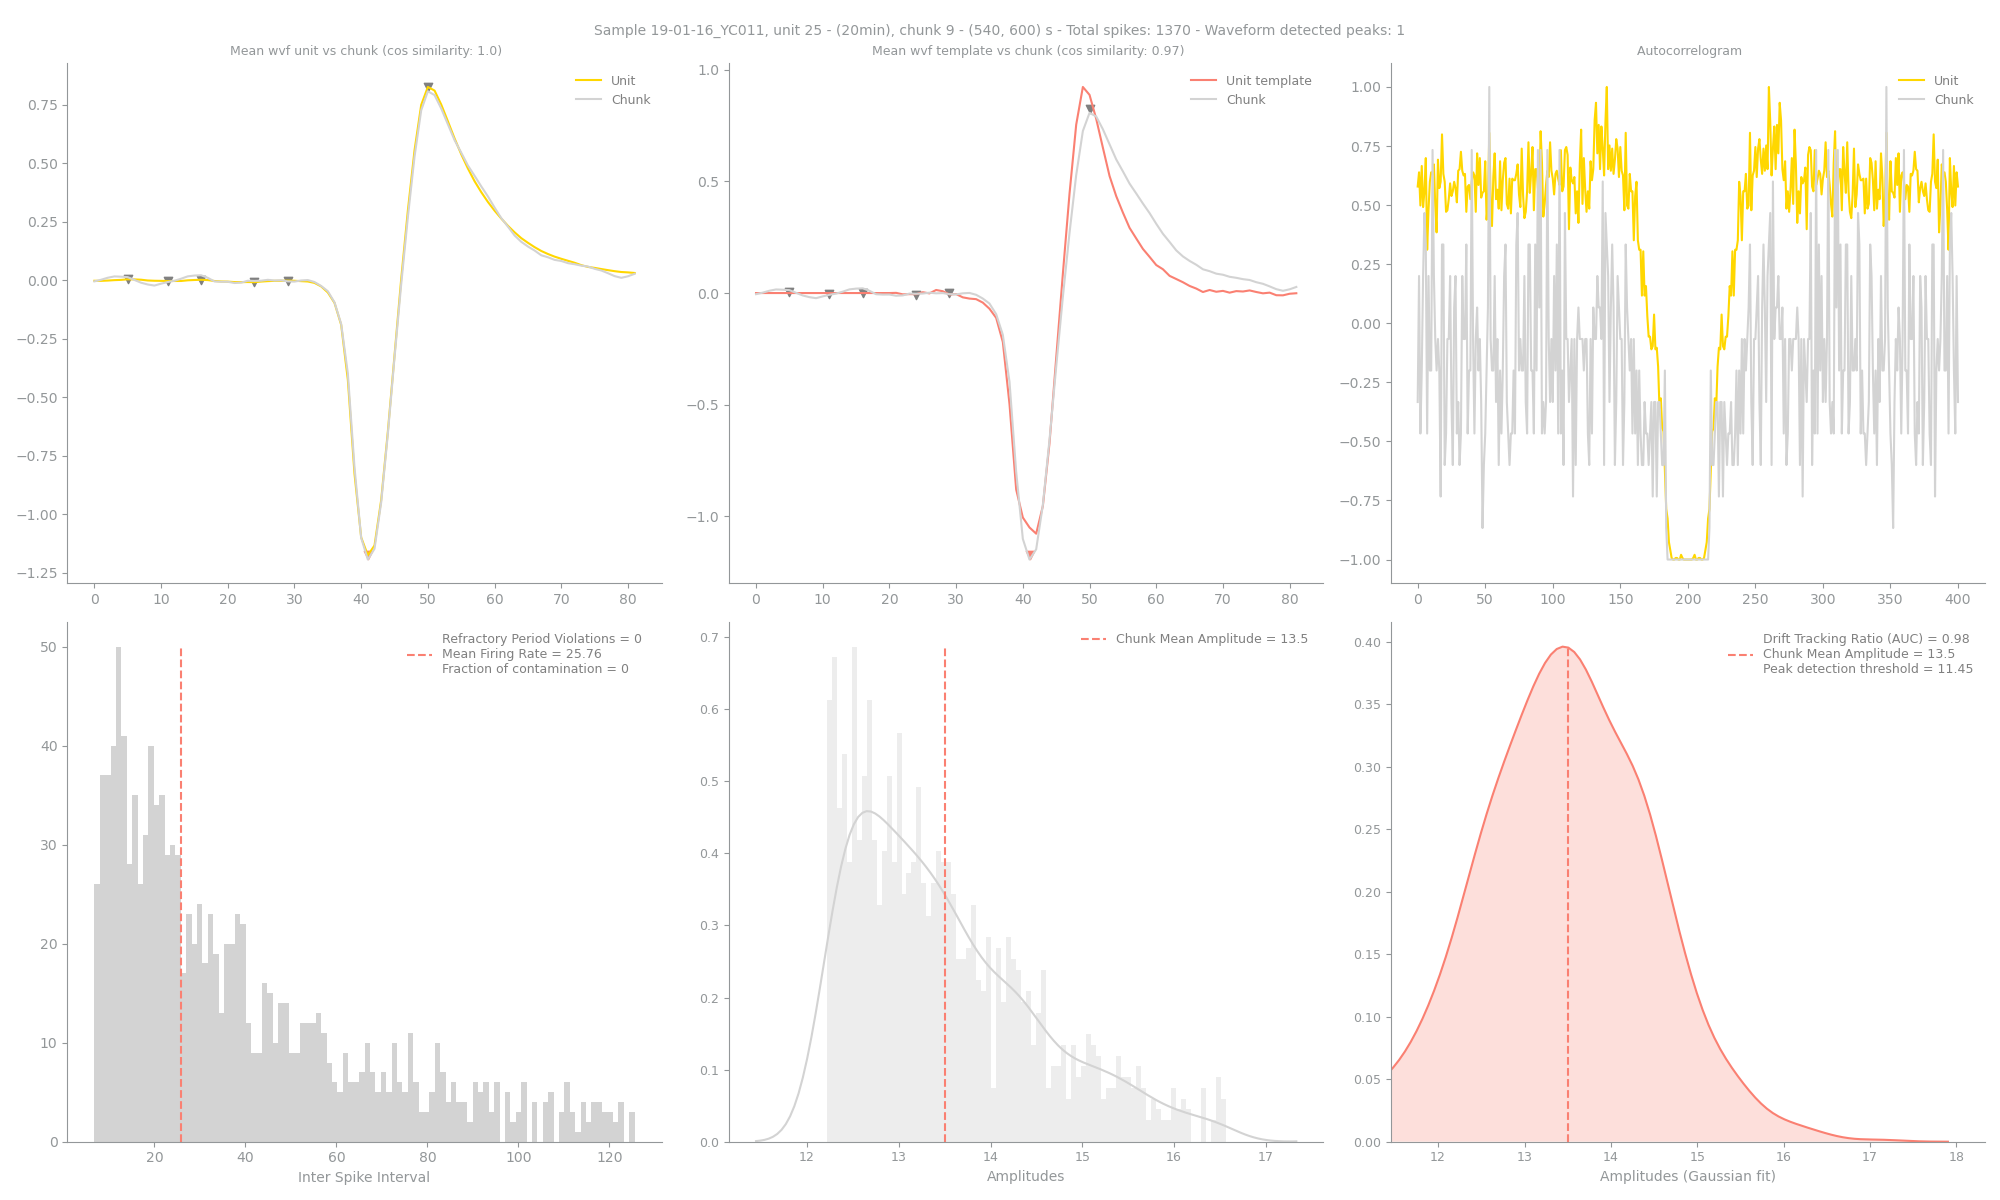 Sample 19-01-16_YC011, unit 25 - (20min), chunk 9 - (540, 600) s - Total spikes: 1370 - Waveform detected peaks: 1
Mean wvf unit vs chunk (cos similarity: 1.0)
Unit
Chunk
0.75
0.50
0.25
0.00
−0.25
−0.50
−0.75
−1.00
−1.25
0 10 20 30 40 50 60 70 80
Mean wvf template vs chunk (cos similarity: 0.97)
Unit template
Chunk
1.0
0.5
0.0
−0.5
−1.0
0 10 20 30 40 50 60 70 80
Autocorrelogram
Unit
Chunk
1.00
0.75
0.50
0.25
0.00
−0.25
−0.50
−0.75
−1.00
0 50 100 150 200 250 300 350 400
Refractory Period Violations = 0
Mean Firing Rate = 25.76
Fraction of contamination = 0
50
40
30
20
10
0
20 40 60 80 100 120
Inter Spike Interval
Chunk Mean Amplitude = 13.5
0.7
0.6
0.5
0.4
0.3
0.2
0.1
0.0
12 13 14 15 16 17
Amplitudes
Drift Tracking Ratio (AUC) = 0.98
Chunk Mean Amplitude = 13.5
Peak detection threshold = 11.45
0.40
0.35
0.30
0.25
0.20
0.15
0.10
0.05
0.00
12 13 14 15 16 17 18
Amplitudes (Gaussian fit)